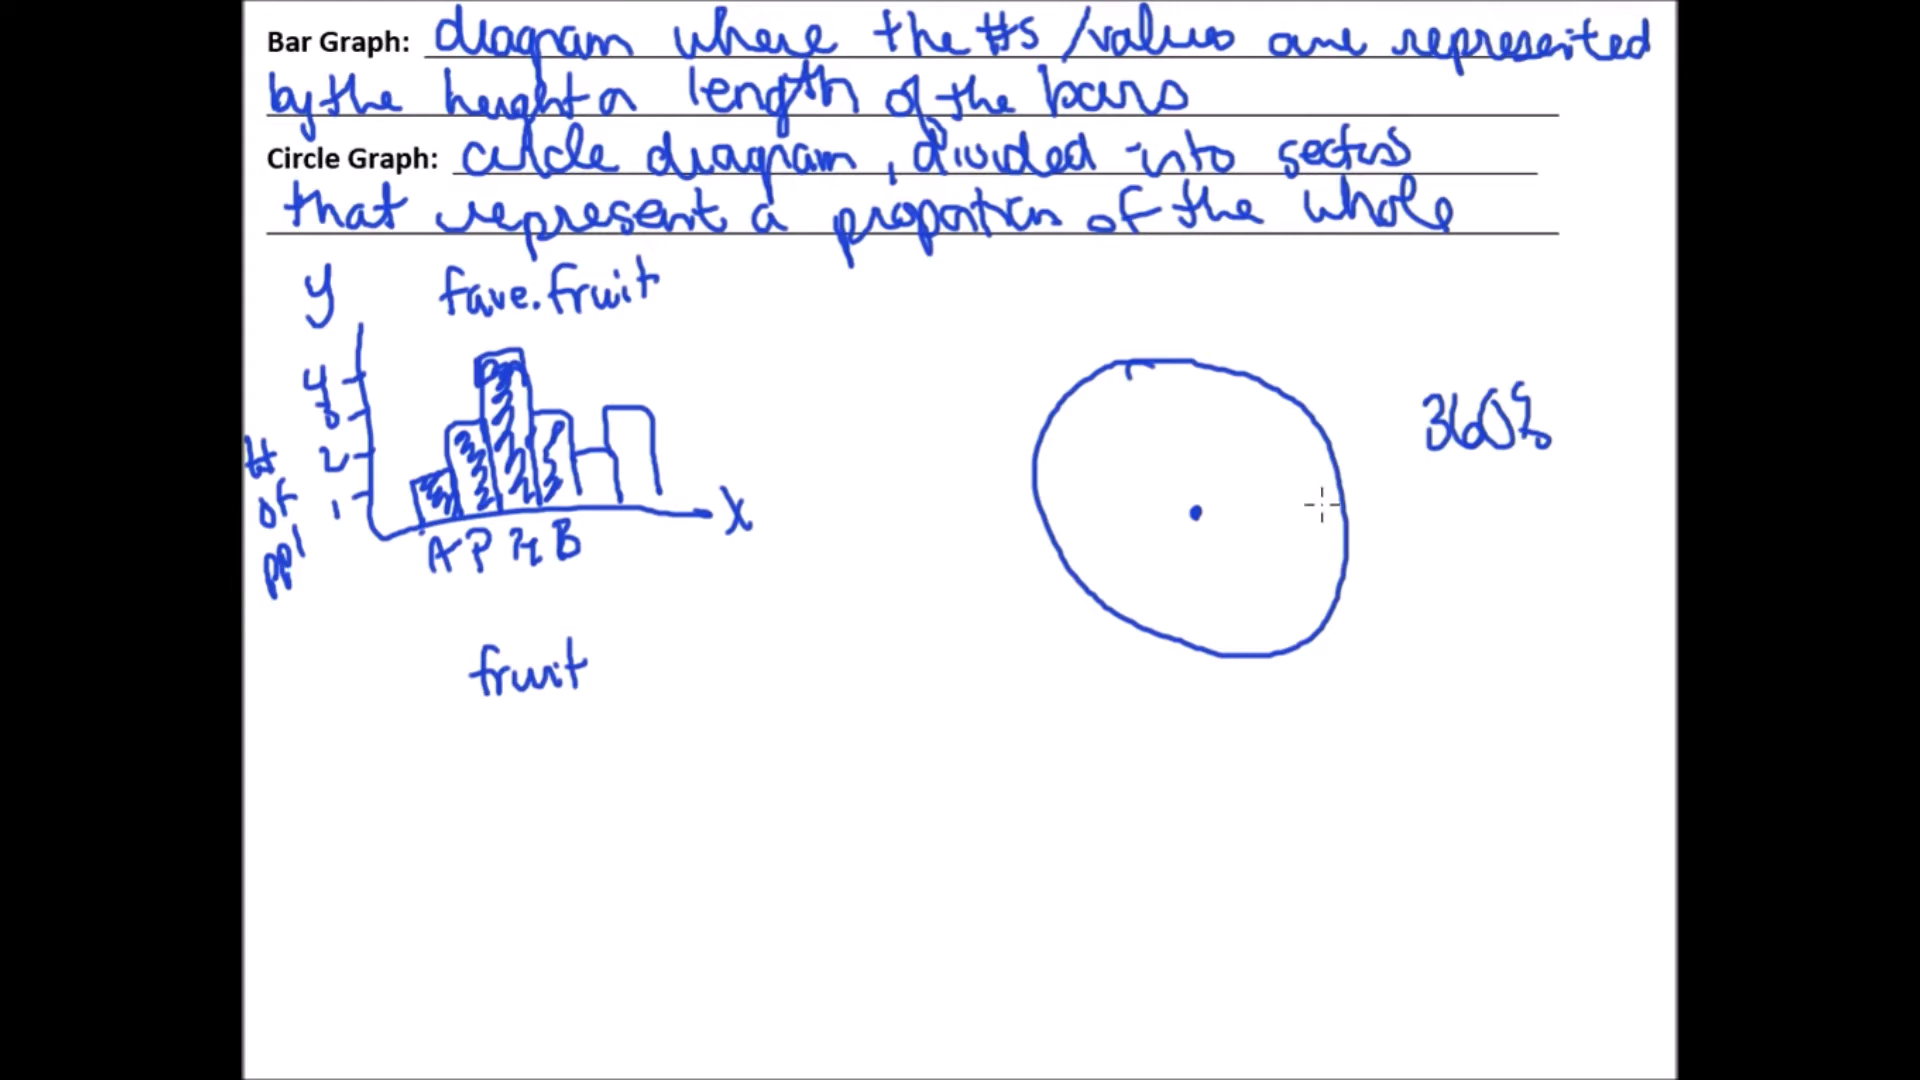 Bar Graph: diagram where the #s / values are represented
by the height or length of the bars
Circle Graph: circle diagram, divided into sectors
that represent a proportion of the whole
y fave. fruit
4
3
2
1
# of ppl
x
A P B
fruit